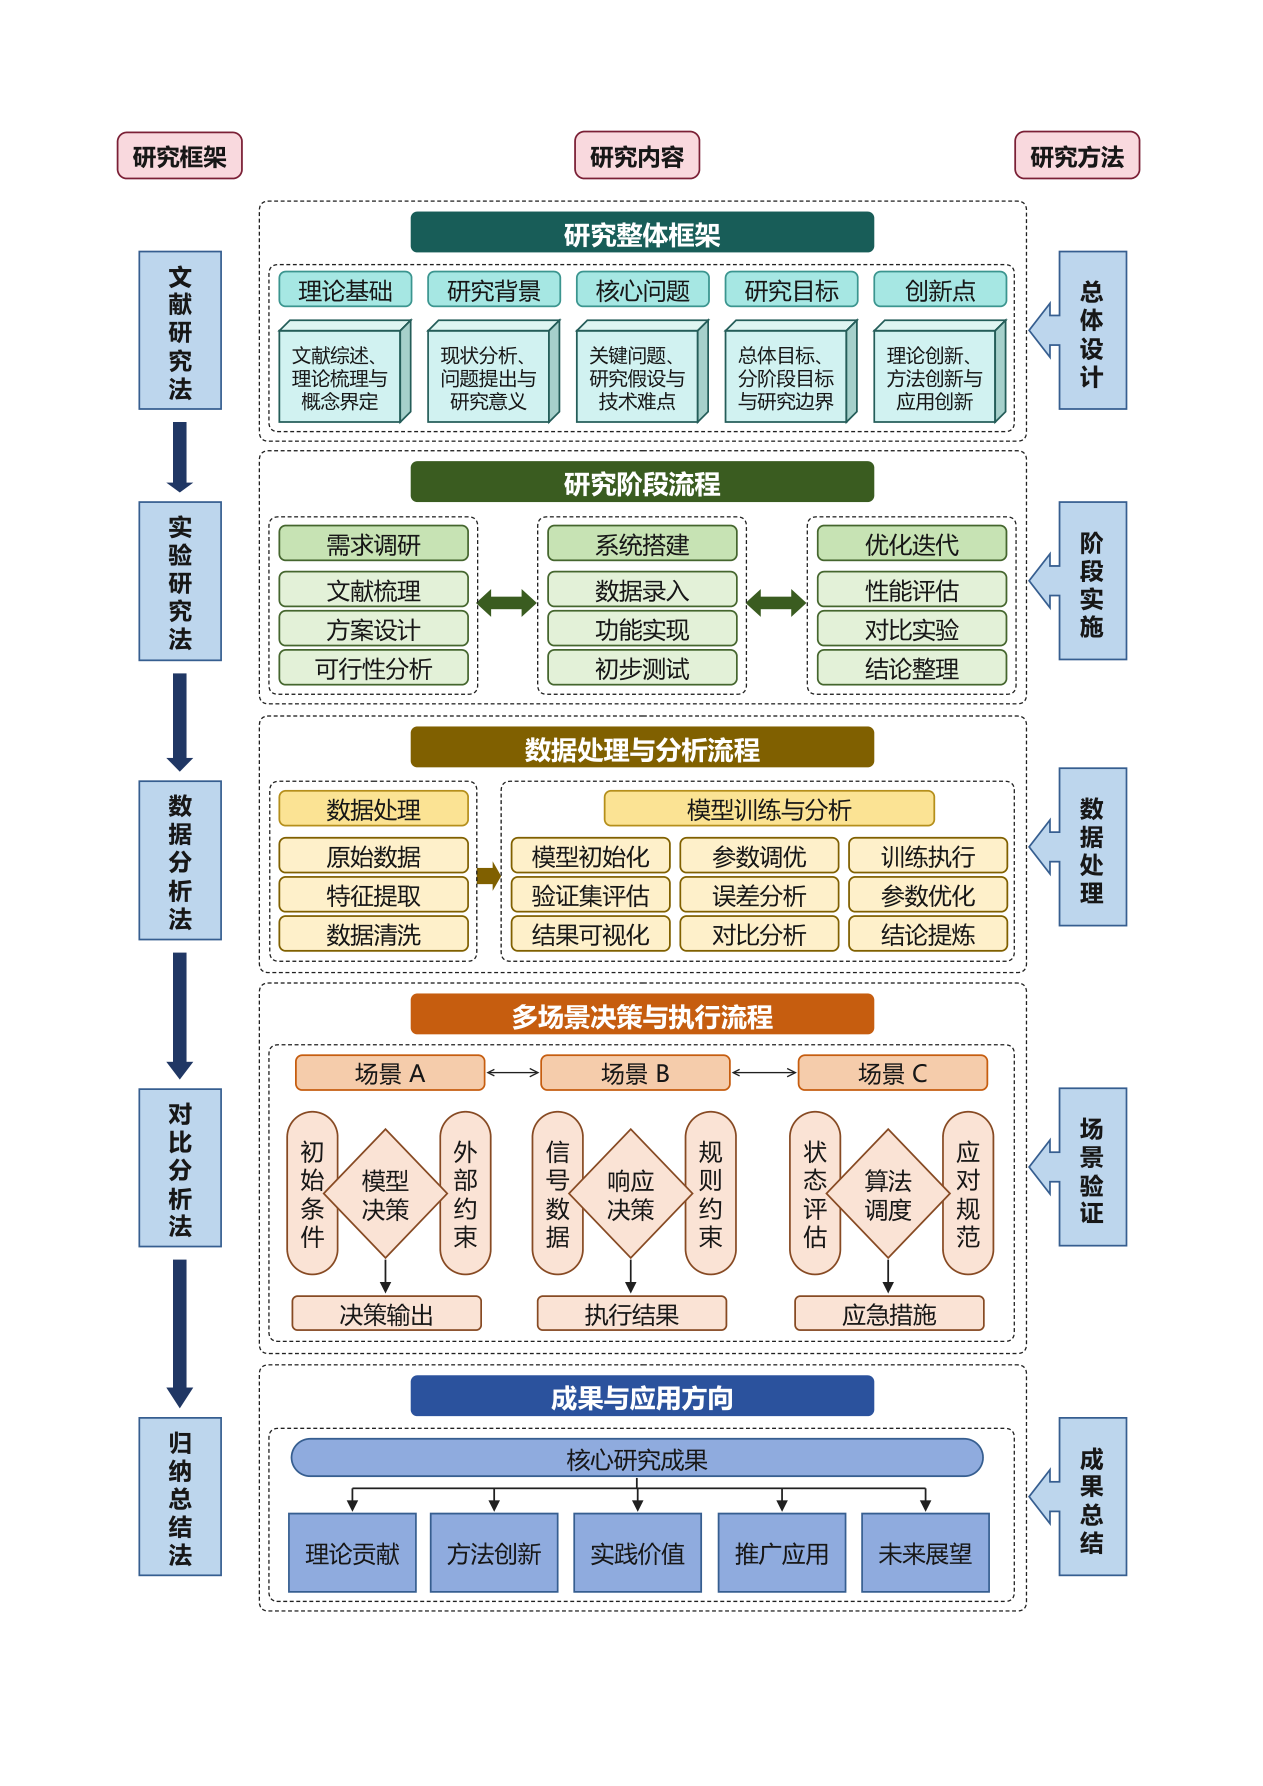 研究框架
研究内容
研究方法
文献研究法
实验研究法
数据分析法
对比分析法
归纳总结法
研究整体框架
理论基础
研究背景
核心问题
研究目标
创新点
文献综述、
理论梳理与
概念界定
现状分析、
问题提出与
研究意义
关键问题、
研究假设与
技术难点
总体目标、
分阶段目标
与研究边界
理论创新、
方法创新与
应用创新
研究阶段流程
需求调研
文献梳理
方案设计
可行性分析
系统搭建
数据录入
功能实现
初步测试
优化迭代
性能评估
对比实验
结论整理
数据处理与分析流程
数据处理
原始数据
特征提取
数据清洗
模型训练与分析
模型初始化
参数调优
训练执行
验证集评估
误差分析
参数优化
结果可视化
对比分析
结论提炼
多场景决策与执行流程
场景 A
场景 B
场景 C
初始条件
模型
决策
外部约束
信号数据
响应
决策
规则约束
状态评估
算法
调度
应对规范
决策输出
执行结果
应急措施
成果与应用方向
核心研究成果
理论贡献
方法创新
实践价值
推广应用
未来展望
总体设计
阶段实施
数据处理
场景验证
成果总结